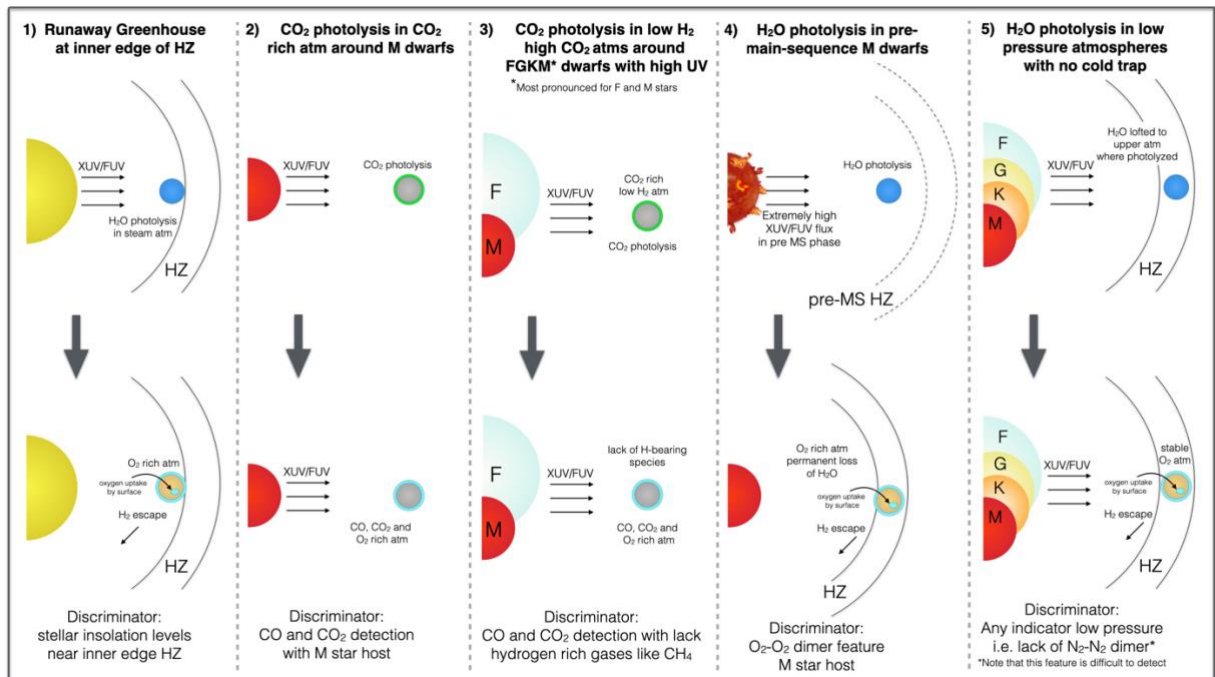 1) Runaway Greenhouse
at inner edge of HZ
XUV/FUV
H₂O photolysis
in steam atm
HZ
O₂ rich atm
oxygen uptake
by surface
H₂ escape
HZ
Discriminator:
stellar insolation levels
near inner edge HZ
2) CO₂ photolysis in CO₂
rich atm around M dwarfs
XUV/FUV
CO₂ photolysis
XUV/FUV
CO, CO₂ and
O₂ rich atm
Discriminator:
CO and CO₂ detection
with M star host
3) CO₂ photolysis in low H₂
high CO₂ atms around
FGKM* dwarfs with high UV
*Most pronounced for F and M stars
F
M
XUV/FUV
CO₂ rich
low H₂ atm
CO₂ photolysis
F
M
XUV/FUV
lack of H-bearing
species
CO, CO₂ and
O₂ rich atm
Discriminator:
CO and CO₂ detection with lack
hydrogen rich gases like CH₄
4) H₂O photolysis in pre-
main-sequence M dwarfs
H₂O photolysis
Extremely high
XUV/FUV flux
in pre MS phase
pre-MS HZ
O₂ rich atm
permanent loss
of H₂O
oxygen uptake
by surface
H₂ escape
HZ
Discriminator:
O₂-O₂ dimer feature
M star host
5) H₂O photolysis in low
pressure atmospheres
with no cold trap
F
G
K
M
XUV/FUV
H₂O lofted to
upper atm
where photolyzed
HZ
F
G
K
M
XUV/FUV
stable
O₂ atm
oxygen uptake
by surface
H₂ escape
HZ
Discriminator:
Any indicator low pressure
i.e. lack of N₂-N₂ dimer*
*Note that this feature is difficult to detect